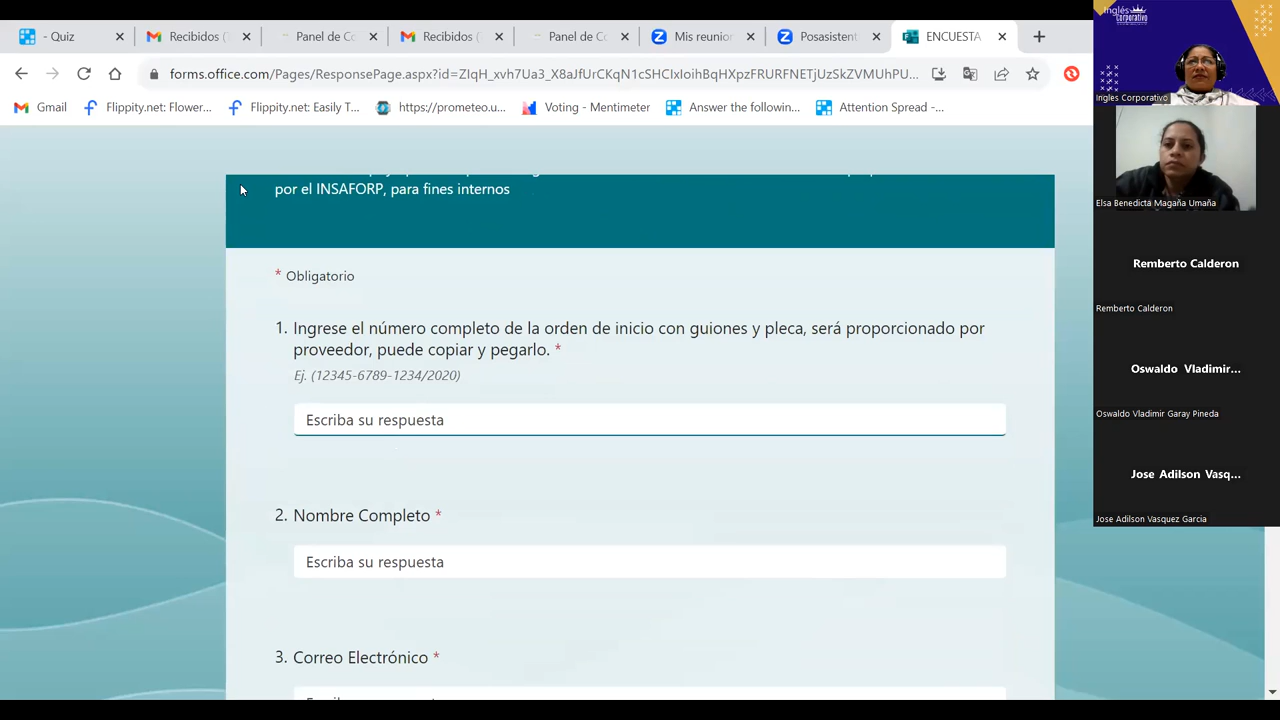 - Quiz
Recibidos (
Panel de Co
Recibidos (
Panel de Co
Mis reunion
Posasistent
ENCUESTA
forms.office.com/Pages/ResponsePage.aspx?id=ZIqH_xvh7Ua3_X8aJfUrCKqN1cSHCIxIoihBqHXpzFRURFNETjUzSkZVMUhPU...
Gmail
Flippity.net: Flower...
Flippity.net: Easily T...
https://prometeo.u...
Voting - Mentimeter
Answer the followin...
Attention Spread -...
por el INSAFORP, para fines internos
* Obligatorio
1. Ingrese el número completo de la orden de inicio con guiones y pleca, será proporcionado por
proveedor, puede copiar y pegarlo. *
Ej. (12345-6789-1234/2020)
Escriba su respuesta
2. Nombre Completo *
Escriba su respuesta
3. Correo Electrónico *
Inglés
Corporativo
Ingles Corporativo
Elsa Benedicta Magaña Umaña
Remberto Calderon
Remberto Calderon
Oswaldo Vladimir...
Oswaldo Vladimir Garay Pineda
Jose Adilson Vasq...
Jose Adilson Vasquez Garcia